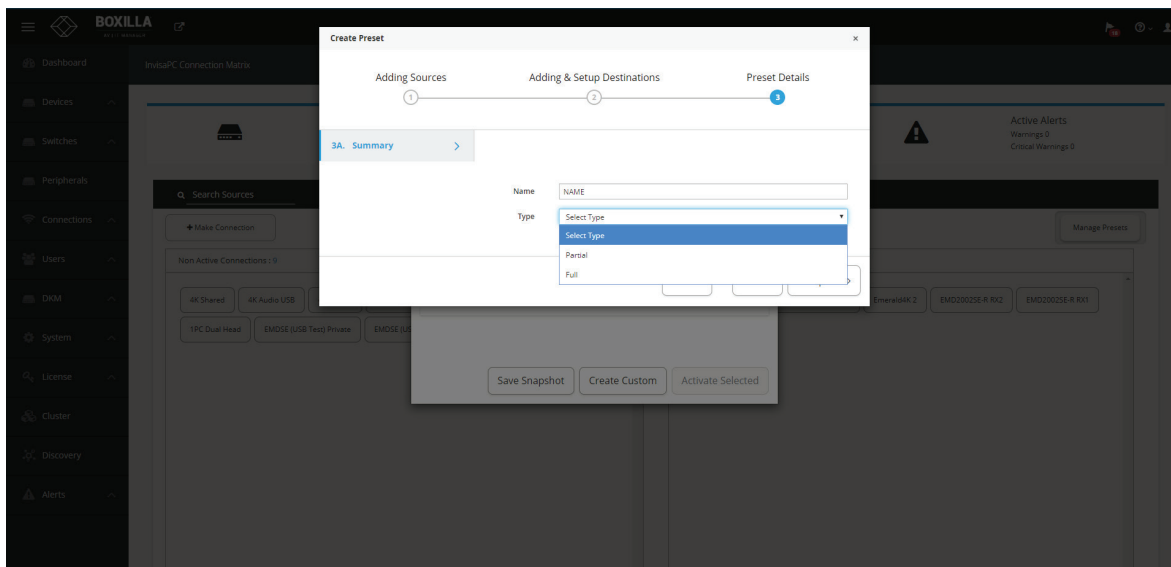 BOXILLA
Create Preset
×
Dashboard
InvisaPC Connection Matrix
Adding Sources
Adding & Setup Destinations
Preset Details
1
2
3
Devices
Active Alerts
Warnings 0
Critical Warnings 0
Switches
3A. Summary
Peripherals
Search Sources
Name
NAME
Type
Select Type
Select Type
Partial
Full
Connections
+ Make Connection
Manage Presets
Users
Non Active Connections : 9
DKM
4K Shared
4K Audio USB
Emerald4K 2
EMD2002SE-R RX2
EMD2002SE-R RX1
1PC Dual Head
EMDSE (USB Test) Private
EMDSE (US
System
License
Save Snapshot
Create Custom
Activate Selected
Cluster
Discovery
Alerts